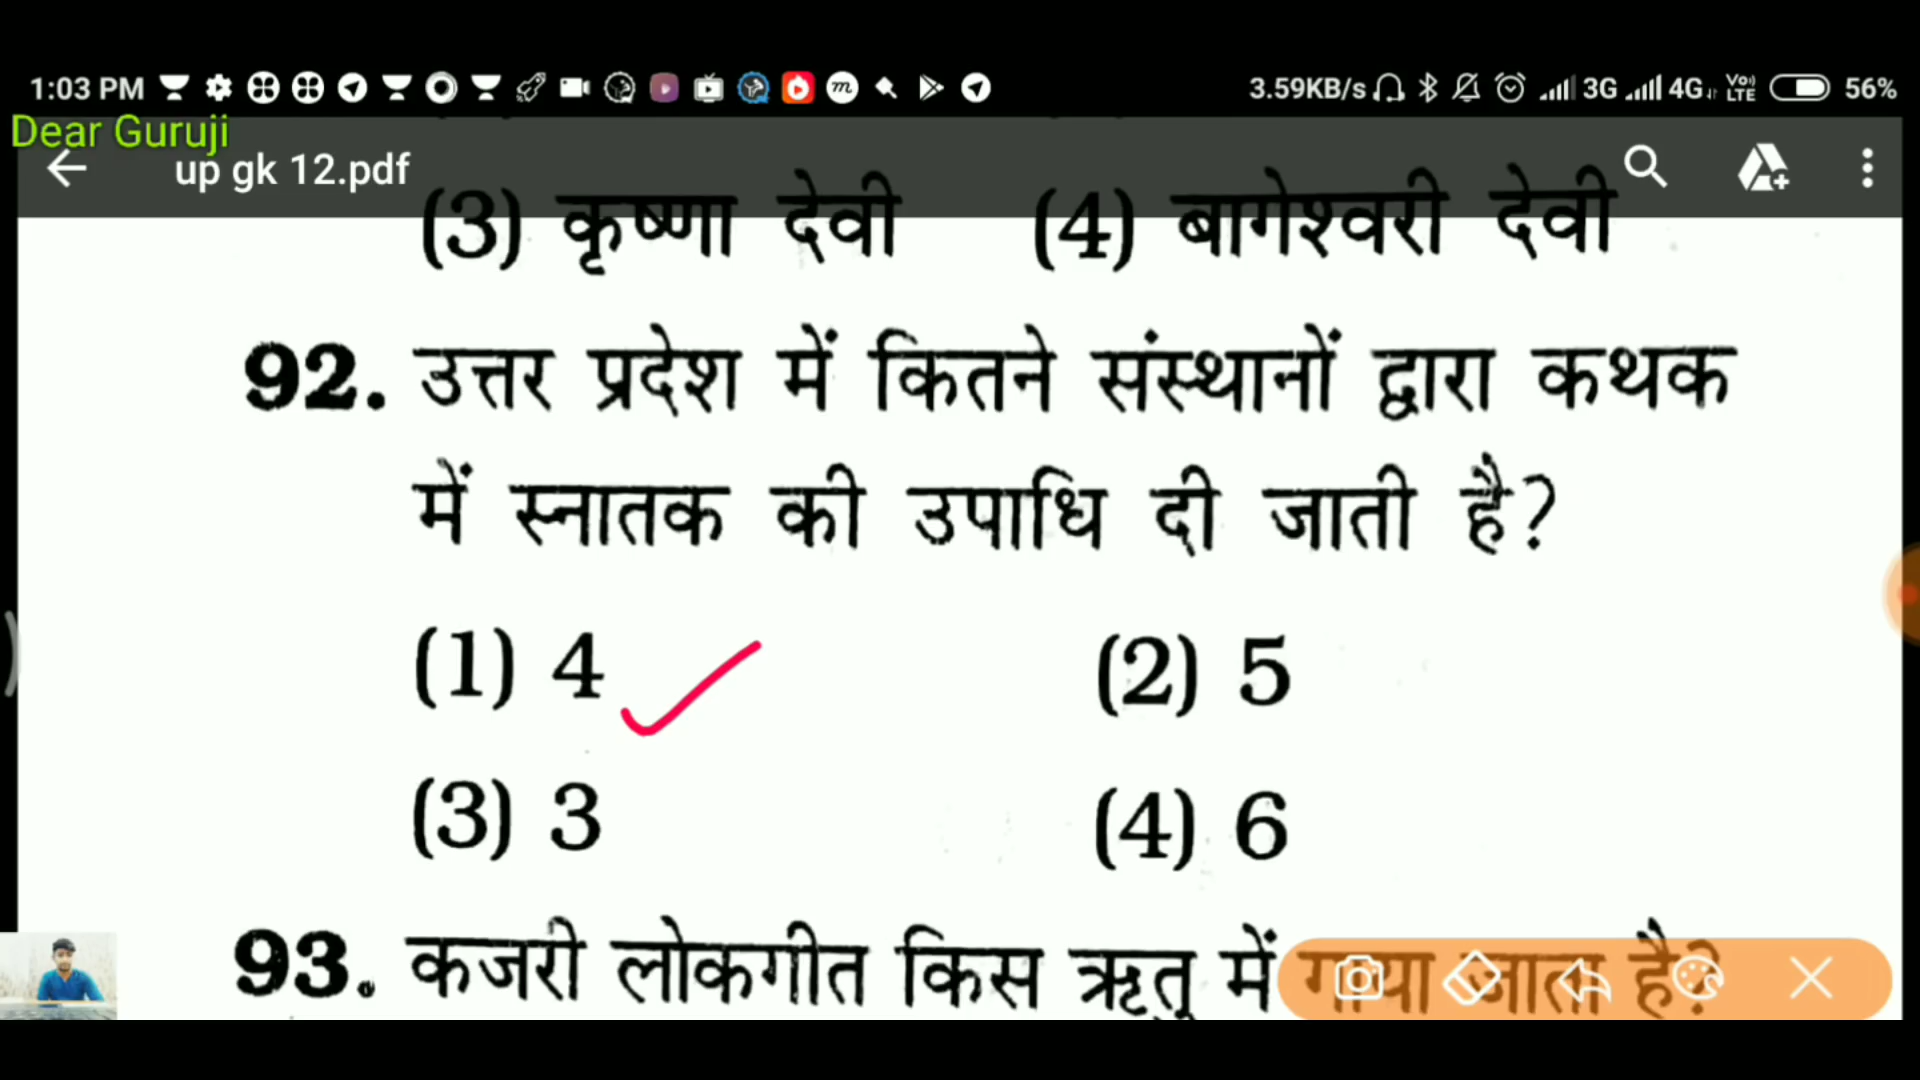 1:03 PM 3.59KB/s 3G 4G VoLTE 56%
Dear Guruji
up gk 12.pdf
(3) कृष्णा देवी (4) बागेश्वरी देवी
92. उत्तर प्रदेश में कितने संस्थानों द्वारा कथक
में स्नातक की उपाधि दी जाती है?
(1) 4 (2) 5
(3) 3 (4) 6
93. कजरी लोकगीत किस ऋतु में गाया जाता है?